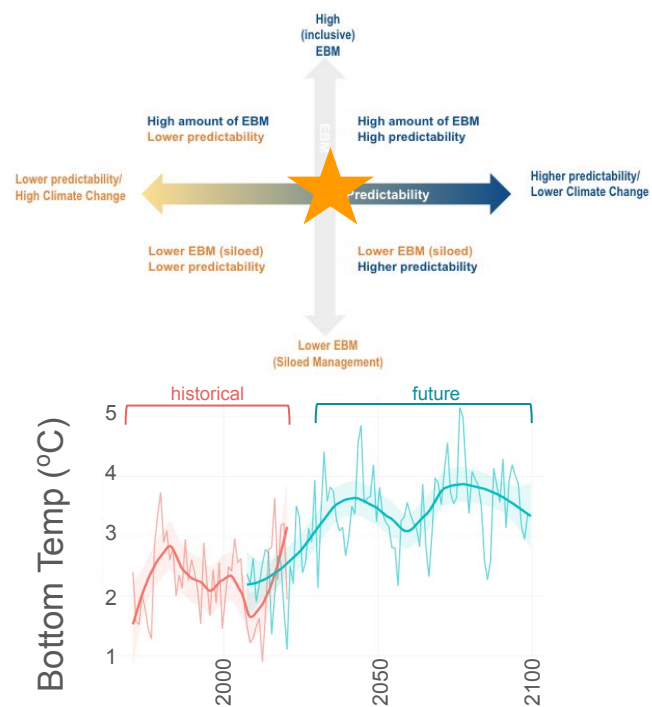 High
(inclusive)
EBM
High amount of EBM
Lower predictability
High amount of EBM
High predictability
EBM
Lower predictability/
High Climate Change
Predictability
Higher predictability/
Lower Climate Change
Lower EBM (siloed)
Lower predictability
Lower EBM (siloed)
Higher predictability
Lower EBM
(Siloed Management)
historical
future
Bottom Temp (ºC)
5
4
3
2
1
2000
2050
2100